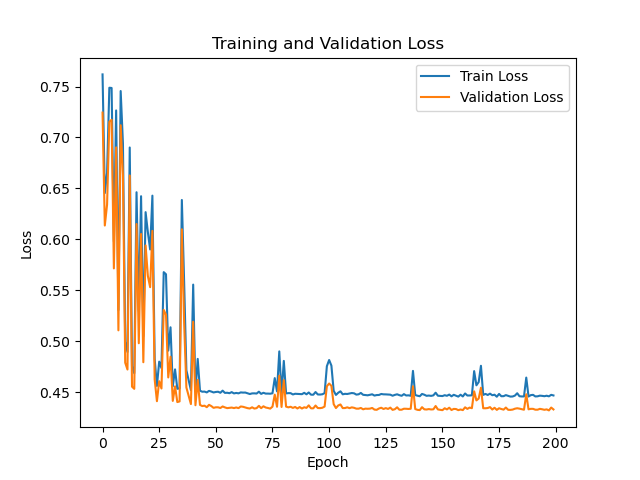 Training and Validation Loss
Train Loss
Validation Loss
0.75
0.70
0.65
0.60
0.55
0.50
0.45
Loss
0 25 50 75 100 125 150 175 200
Epoch